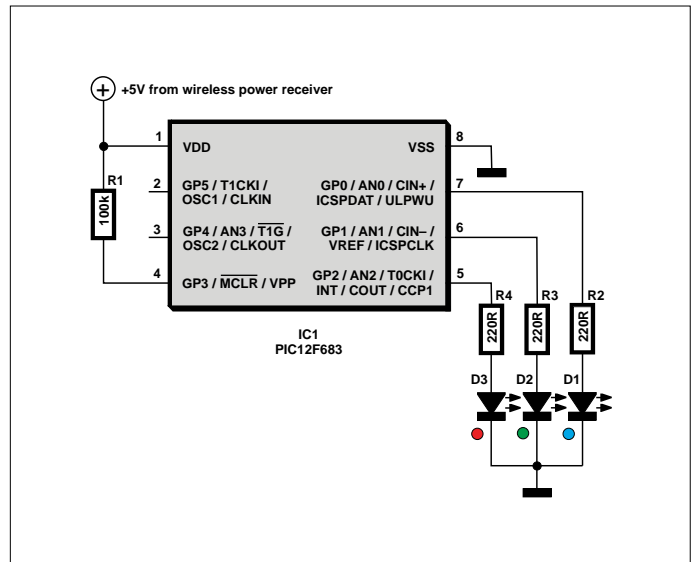 +5V from wireless power receiver
1
8
VDD
VSS
R1
100k
2
7
GP5 / T1CKI /
OSC1 / CLKIN
GP0 / AN0 / CIN+ /
ICSPDAT / ULPWU
3
6
GP4 / AN3 / T1G /
OSC2 / CLKOUT
GP1 / AN1 / CIN– /
VREF / ICSPCLK
4
5
GP3 / MCLR / VPP
GP2 / AN2 / T0CKI /
INT / COUT / CCP1
IC1
PIC12F683
R4
R3
R2
220R
220R
220R
D3
D2
D1